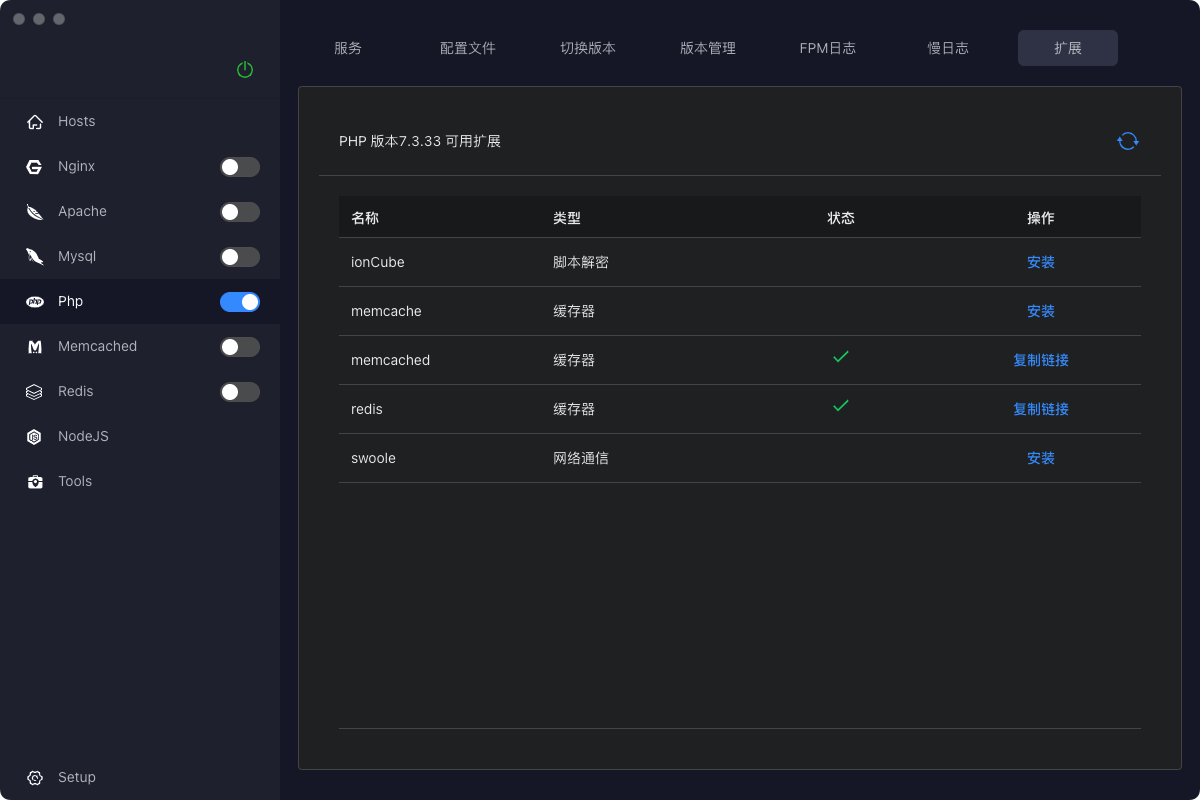 服务 配置文件 切换版本 版本管理 FPM日志 慢日志 扩展
Hosts
Nginx
Apache
Mysql
php Php
Memcached
Redis
NodeJS
Tools
Setup
PHP 版本7.3.33 可用扩展
名称 类型 状态 操作
ionCube 脚本解密 安装
memcache 缓存器 安装
memcached 缓存器 复制链接
redis 缓存器 复制链接
swoole 网络通信 安装